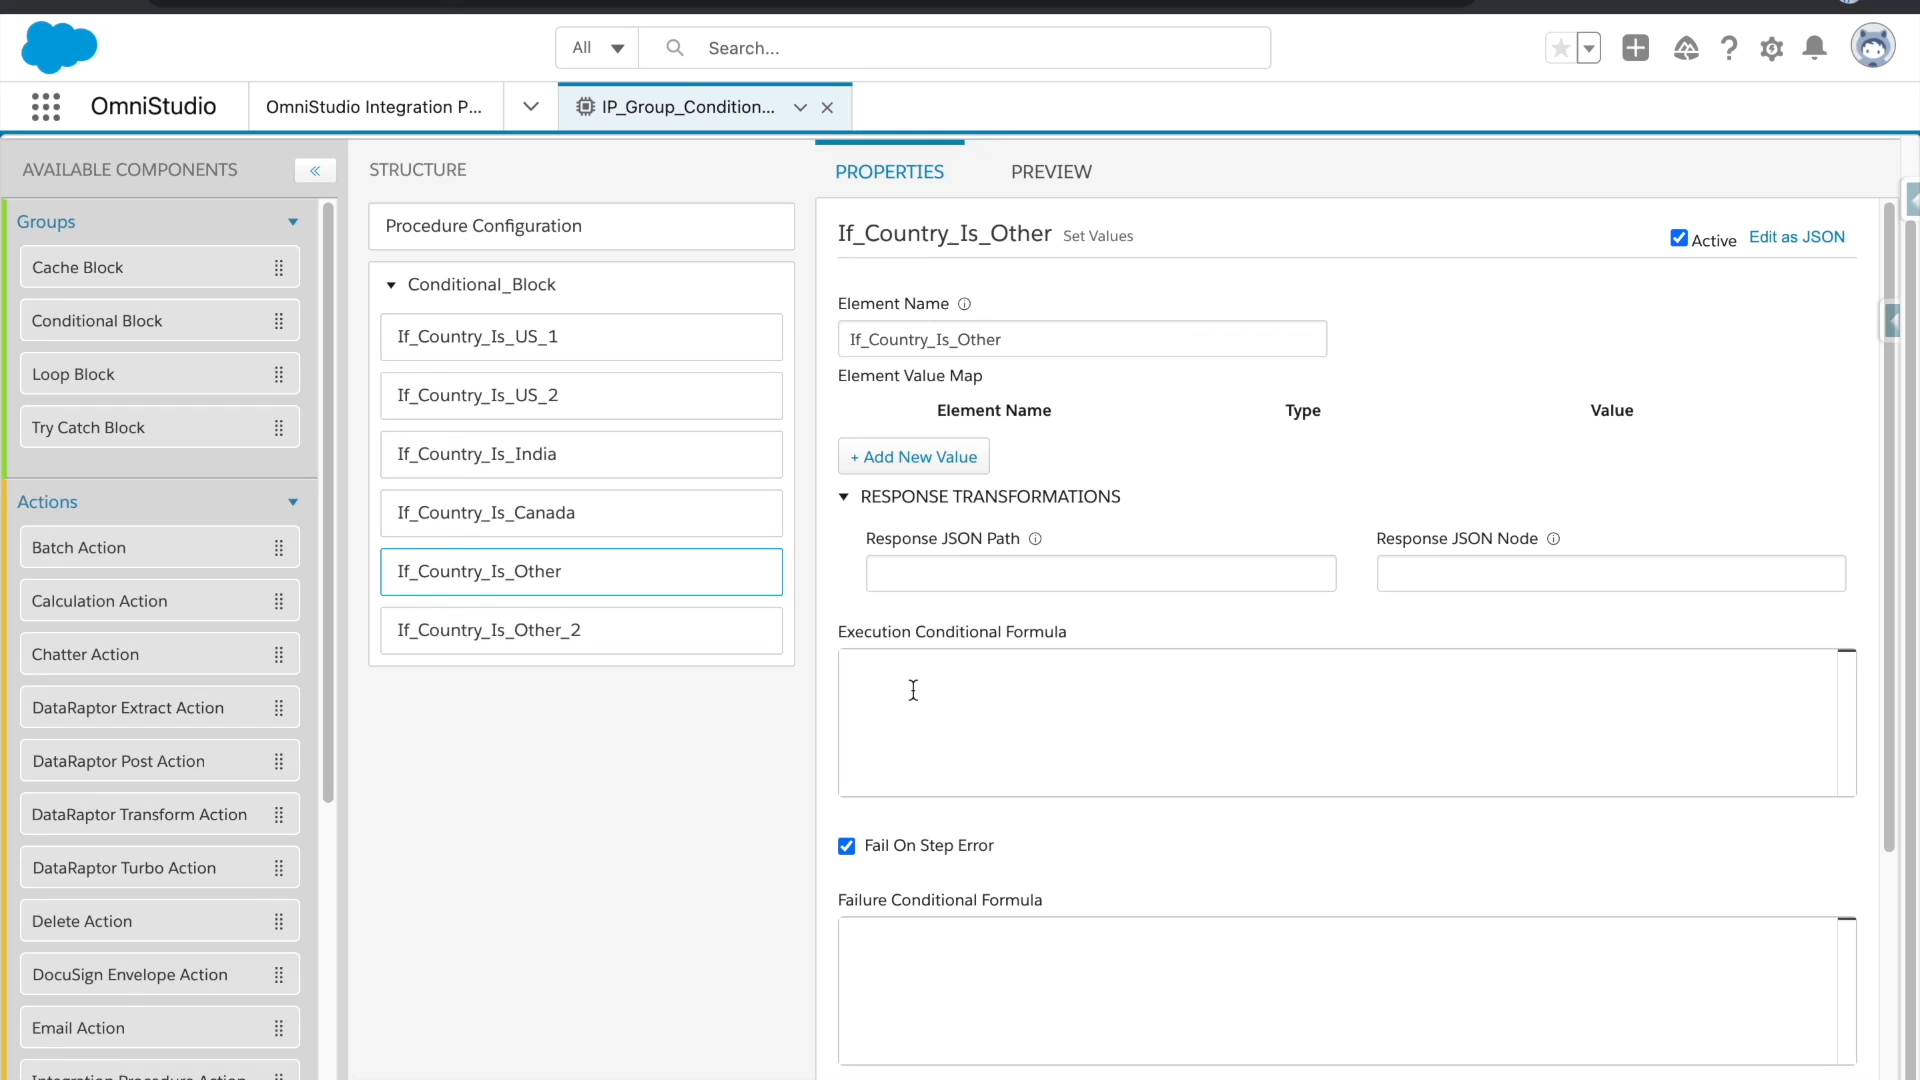 All
Search...
OmniStudio
OmniStudio Integration P...
IP_Group_Condition...
AVAILABLE COMPONENTS
Groups
Cache Block
Conditional Block
Loop Block
Try Catch Block
Actions
Batch Action
Calculation Action
Chatter Action
DataRaptor Extract Action
DataRaptor Post Action
DataRaptor Transform Action
DataRaptor Turbo Action
Delete Action
DocuSign Envelope Action
Email Action
Integration Procedure Action
STRUCTURE
Procedure Configuration
Conditional_Block
If_Country_Is_US_1
If_Country_Is_US_2
If_Country_Is_India
If_Country_Is_Canada
If_Country_Is_Other
If_Country_Is_Other_2
PROPERTIES
PREVIEW
If_Country_Is_Other Set Values
Active
Edit as JSON
Element Name
If_Country_Is_Other
Element Value Map
Element Name Type Value
+ Add New Value
RESPONSE TRANSFORMATIONS
Response JSON Path
Response JSON Node
Execution Conditional Formula
Fail On Step Error
Failure Conditional Formula